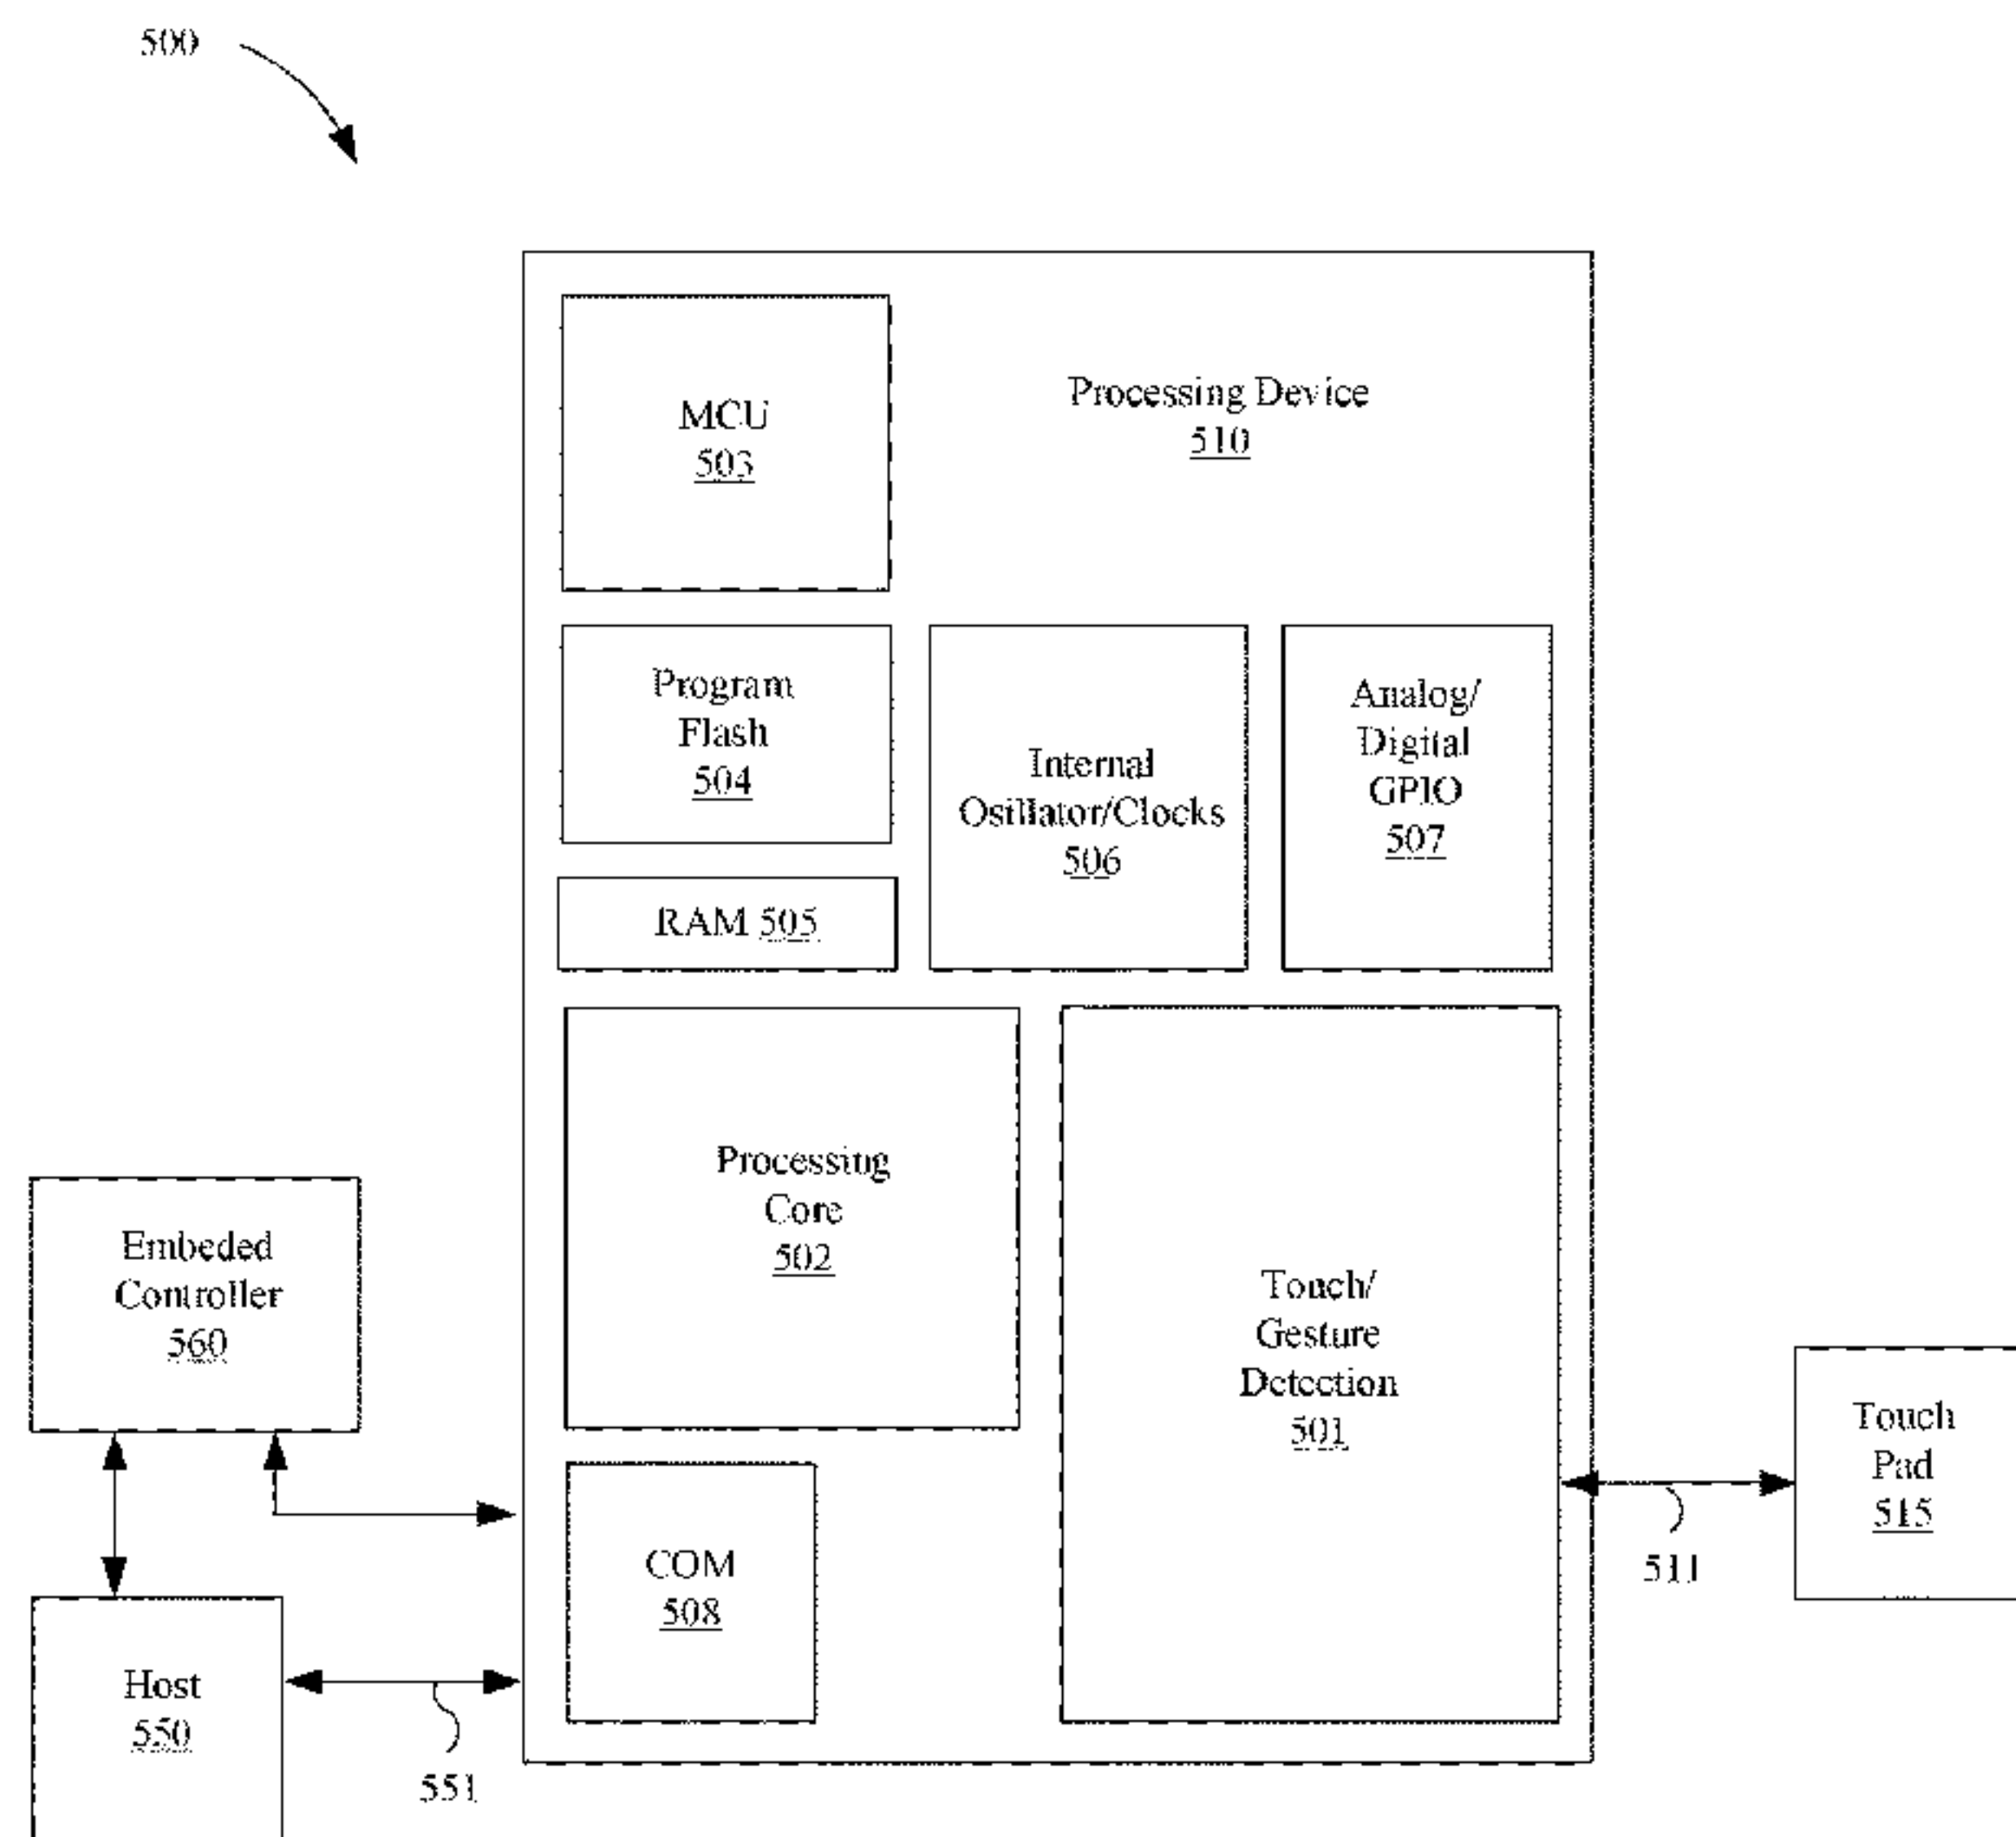 500
MCU
503
Processing Device
510
Program
Flash
504
Internal
Osillator/Clocks
506
Analog/
Digital
GPIO
507
RAM 505
Processing
Core
502
Touch/
Gesture
Detection
501
Embeded
Controller
560
Touch
Pad
515
511
COM
508
Host
550
551